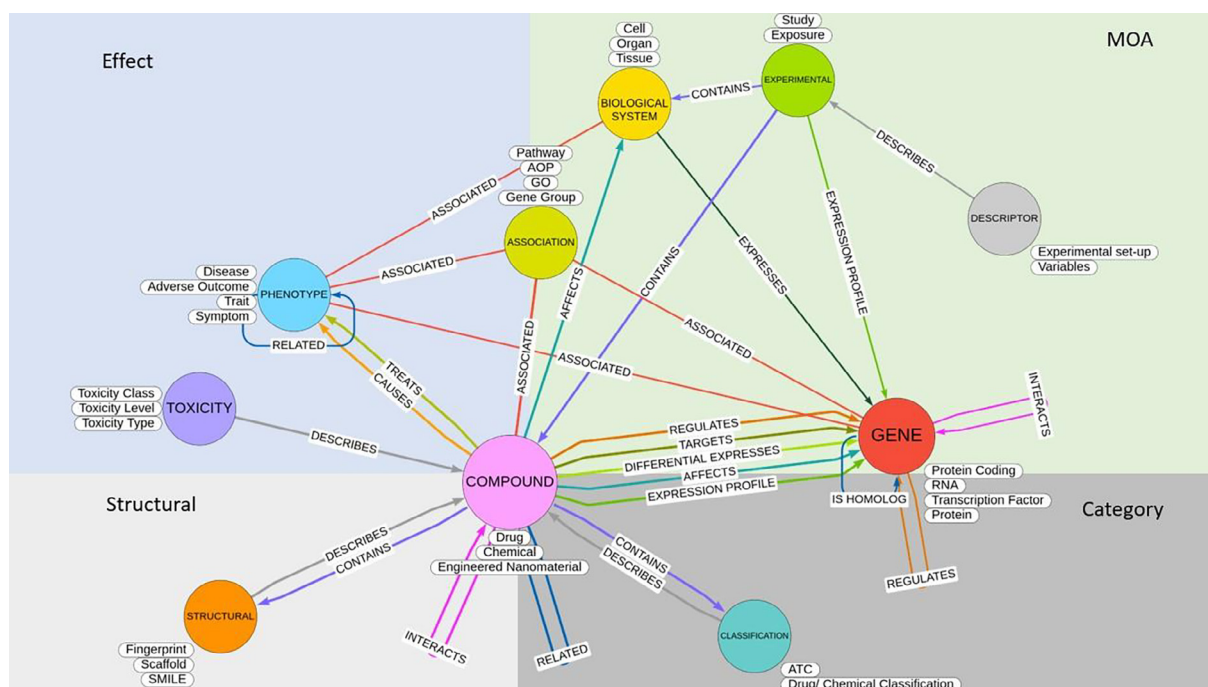 Effect
MOA
Cell
Organ
Tissue
BIOLOGICAL
SYSTEM
Study
Exposure
EXPERIMENTAL
CONTAINS
DESCRIBES
DESCRIPTOR
Experimental set-up
Variables
Pathway
AOP
GO
Gene Group
ASSOCIATION
ASSOCIATED
ASSOCIATED
Disease
Adverse Outcome
Trait
Symptom
PHENOTYPE
RELATED
AFFECTS
EXPRESSES
CONTAINS
EXPRESSION PROFILE
ASSOCIATED
ASSOCIATED
ASSOCIATED
TREATS
CAUSES
Toxicity Class
Toxicity Level
Toxicity Type
TOXICITY
DESCRIBES
COMPOUND
Drug
Chemical
Engineered Nanomaterial
REGULATES
TARGETS
DIFFERENTIAL EXPRESSES
AFFECTS
EXPRESSION PROFILE
GENE
INTERACTS
IS HOMOLOG
Protein Coding
RNA
Transcription Factor
Protein
REGULATES
Structural
Category
DESCRIBES
CONTAINS
STRUCTURAL
Fingerprint
Scaffold
SMILE
INTERACTS
RELATED
CONTAINS
DESCRIBES
CLASSIFICATION
ATC
Drug/ Chemical Classification